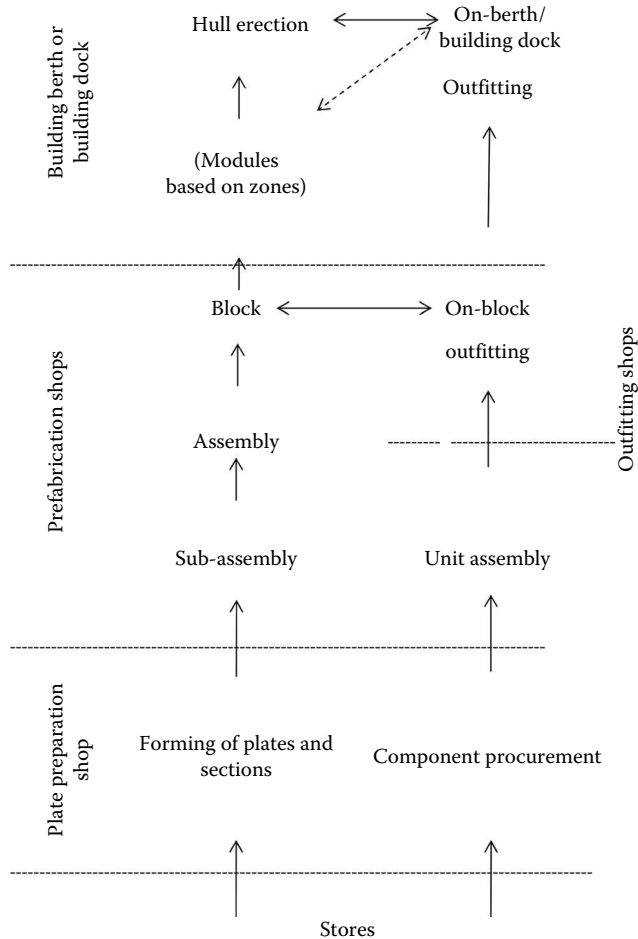 Building berth or
building dock
Hull erection
On-berth/
building dock
Outfitting
(Modules
based on zones)
Prefabrication shops
Block
On-block
outfitting
Outfitting shops
Assembly
Sub-assembly
Unit assembly
Plate preparation
shop
Forming of plates and
sections
Component procurement
Stores